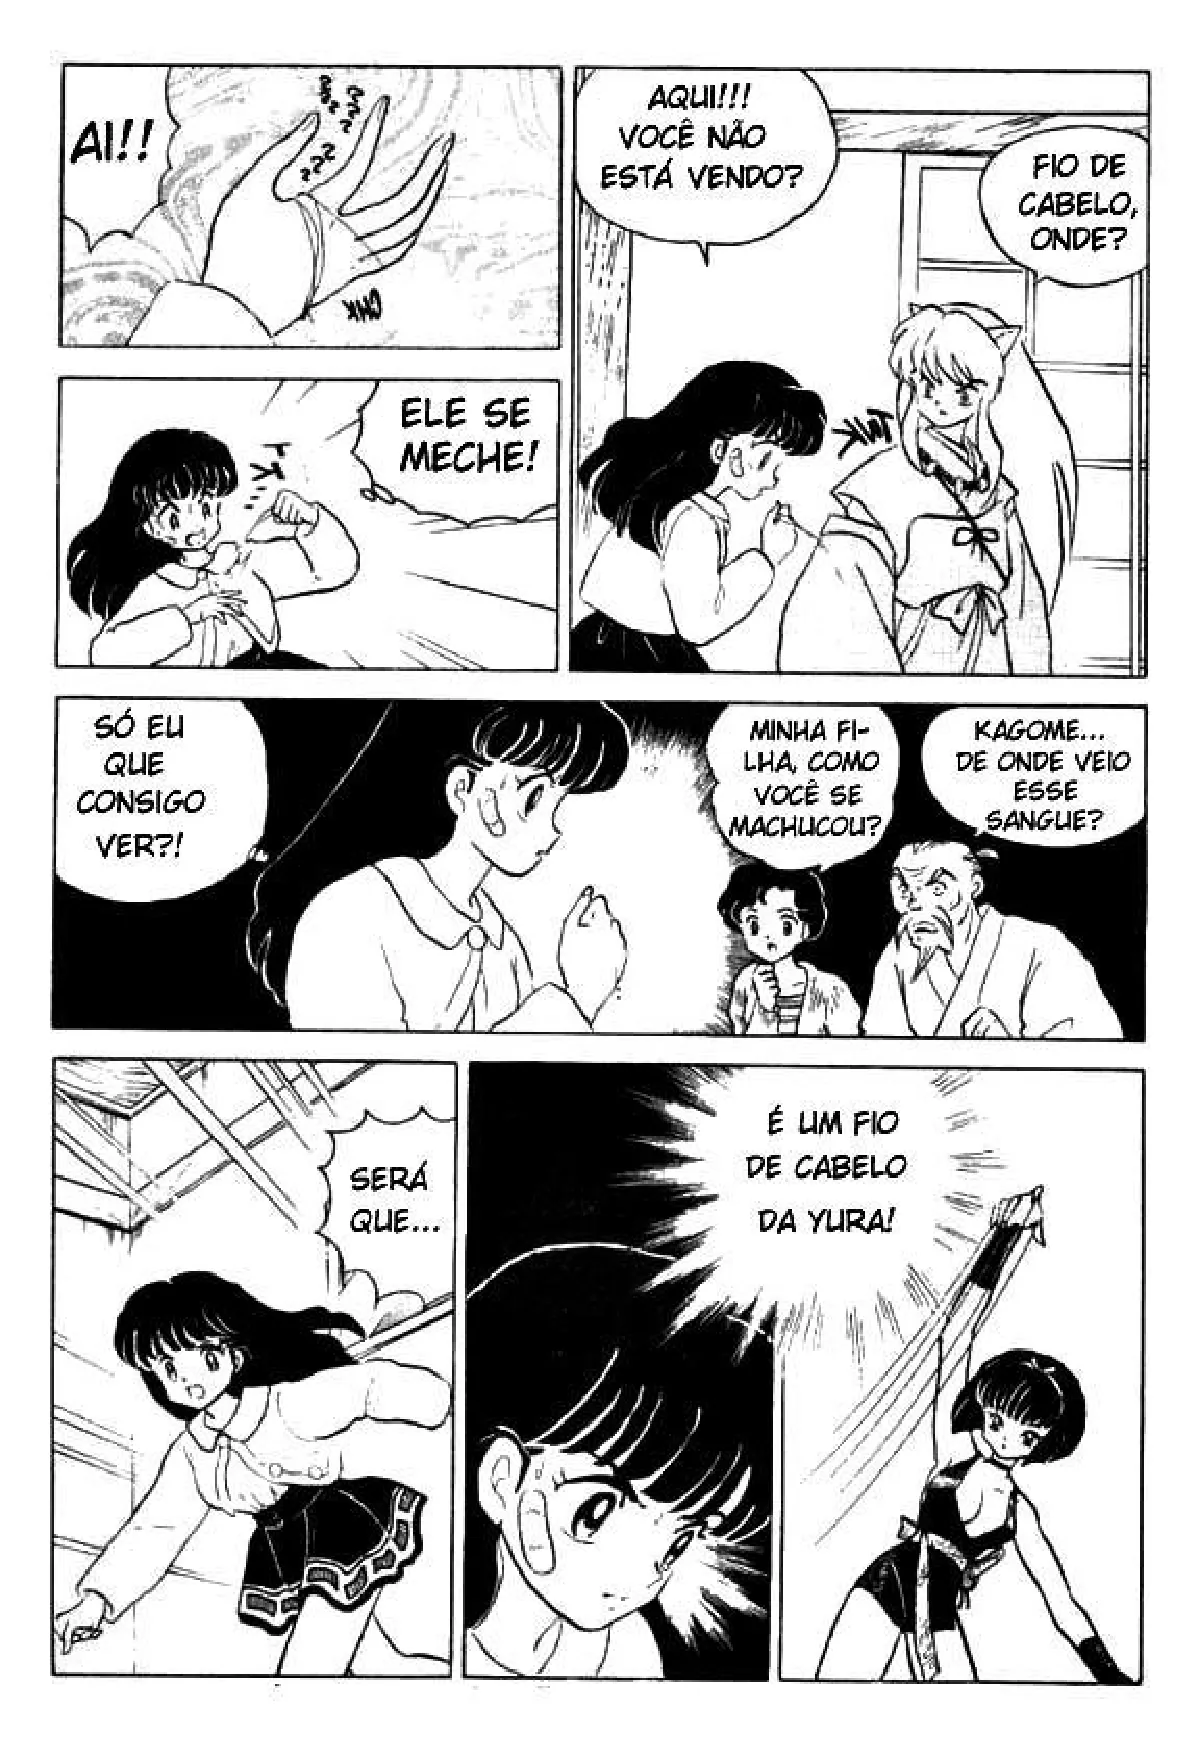 AI!!
AQUI!!!
VOCÊ NÃO
ESTÁ VENDO?
FIO DE
CABELO,
ONDE?
ELE SE
MECHE!
SÓ EU
QUE
CONSIGO
VER?!
MINHA FI-
LHA, COMO
VOCÊ SE
MACHUCOU?
KAGOME...
DE ONDE VEIO
ESSE
SANGUE?
SERÁ
QUE...
É UM FIO
DE CABELO
DA YURA!